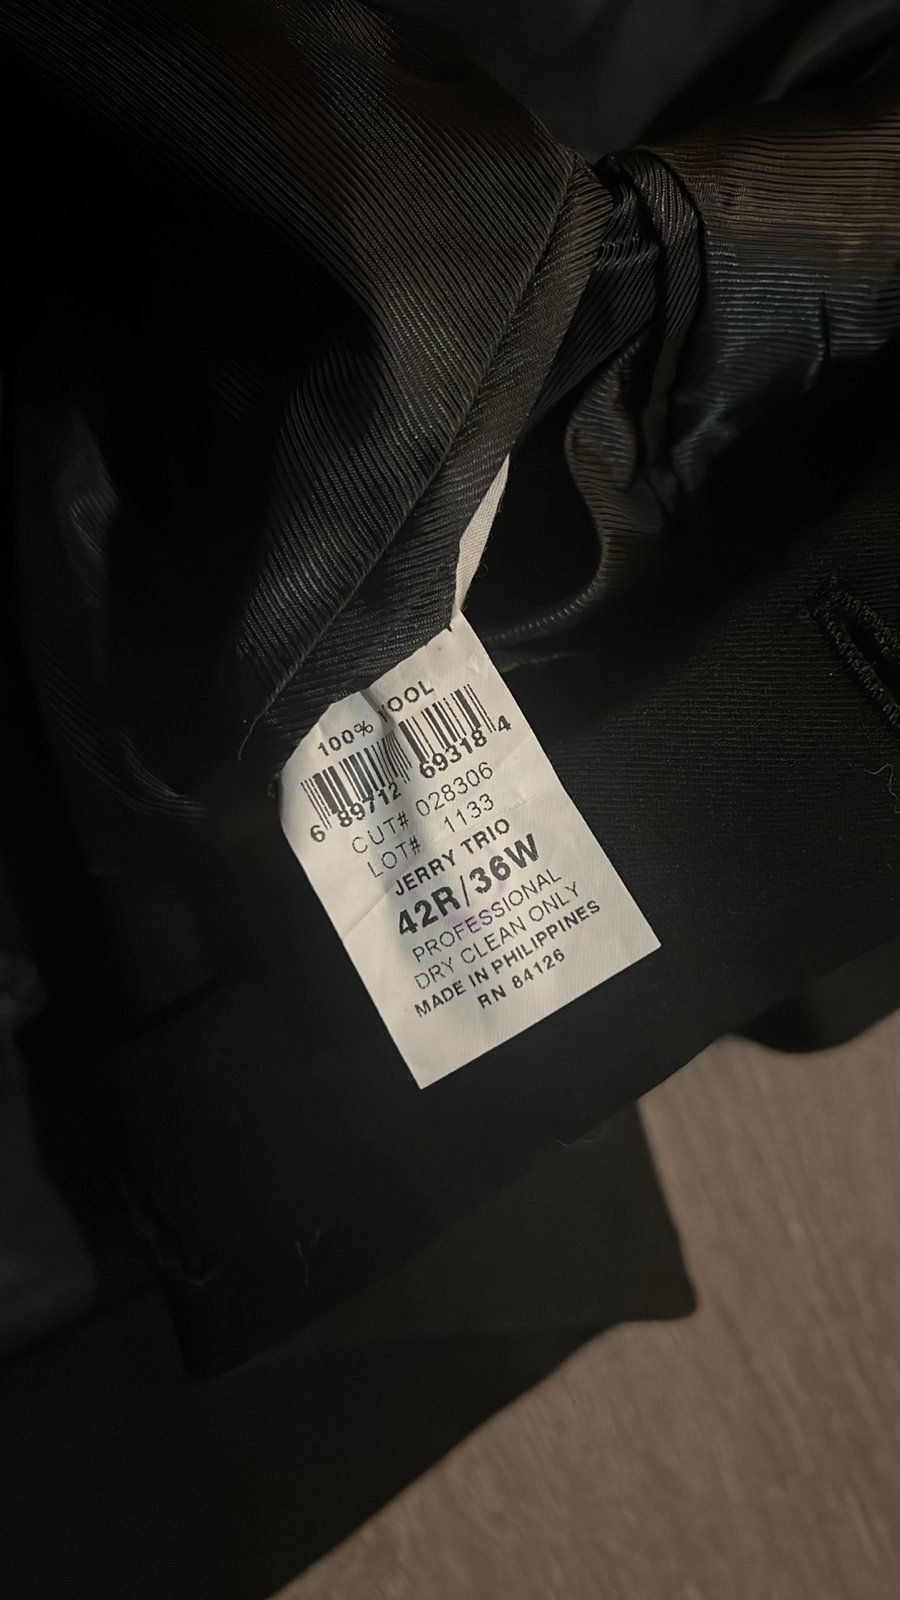 100% WOOL
6 89712 69318 4
CUT# 028306
LOT# 1133
JERRY TRIO
42R/36W
PROFESSIONAL
DRY CLEAN ONLY
MADE IN PHILIPPINES
RN 84126